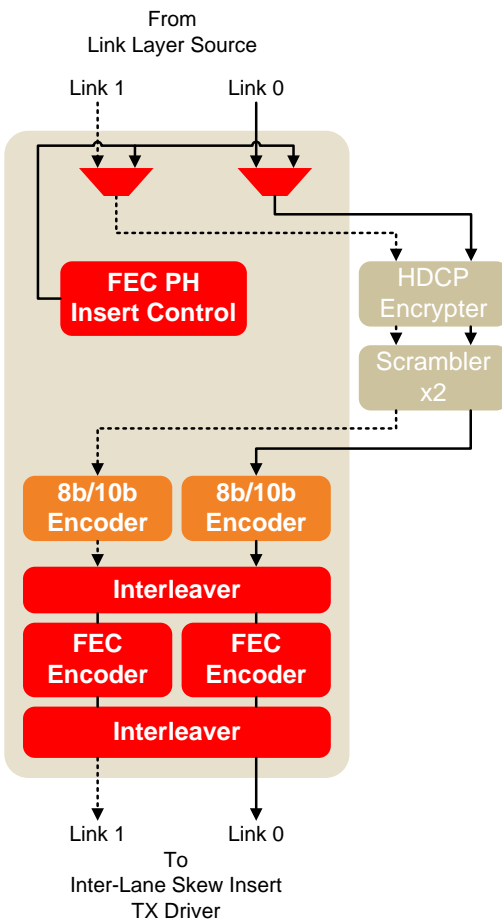 From
Link Layer Source
Link 1
Link 0
FEC PH
Insert Control
HDCP
Encrypter
Scrambler
x2
8b/10b
Encoder
8b/10b
Encoder
Interleaver
FEC
Encoder
FEC
Encoder
Interleaver
Link 1
Link 0
To
Inter-Lane Skew Insert
TX Driver